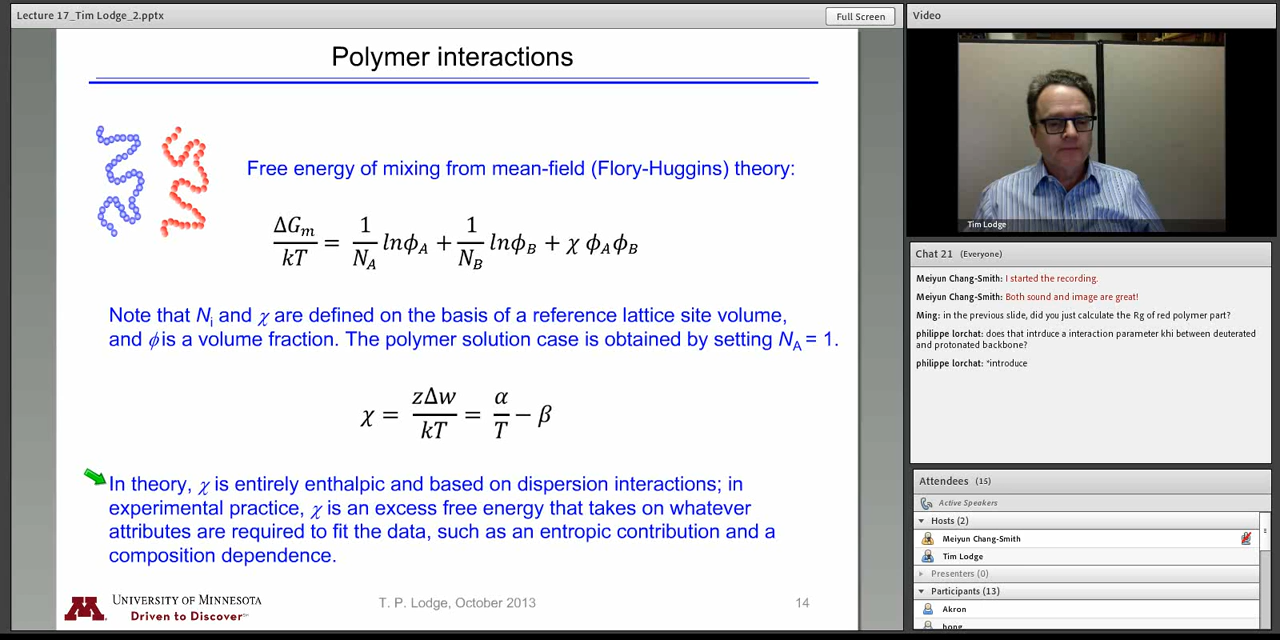 Lecture 17_Tim Lodge_2.pptx
Full Screen
Polymer interactions
Free energy of mixing from mean-field (Flory-Huggins) theory:
ΔG_m/kT = 1/N_A lnϕ_A + 1/N_B lnϕ_B + χ ϕ_Aϕ_B
Note that N_i and χ are defined on the basis of a reference lattice site volume,
and ϕ is a volume fraction. The polymer solution case is obtained by setting N_A = 1.
χ = zΔw/kT = α/T − β
In theory, χ is entirely enthalpic and based on dispersion interactions; in
experimental practice, χ is an excess free energy that takes on whatever
attributes are required to fit the data, such as an entropic contribution and a
composition dependence.
M
UNIVERSITY OF MINNESOTA
Driven to Discover℠
T. P. Lodge, October 2013
14
Video
Tim Lodge
Chat 21 (Everyone)
Meiyun Chang-Smith: I started the recording.
Meiyun Chang-Smith: Both sound and image are great!
Ming: in the previous slide, did you just calculate the Rg of red polymer part?
philippe lorchat: does that intrduce a interaction parameter khi between deuterated
and protonated backbone?
philippe lorchat: *introduce
Attendees (15)
Active Speakers
Hosts (2)
Meiyun Chang-Smith
Tim Lodge
Presenters (0)
Participants (13)
Akron
hong